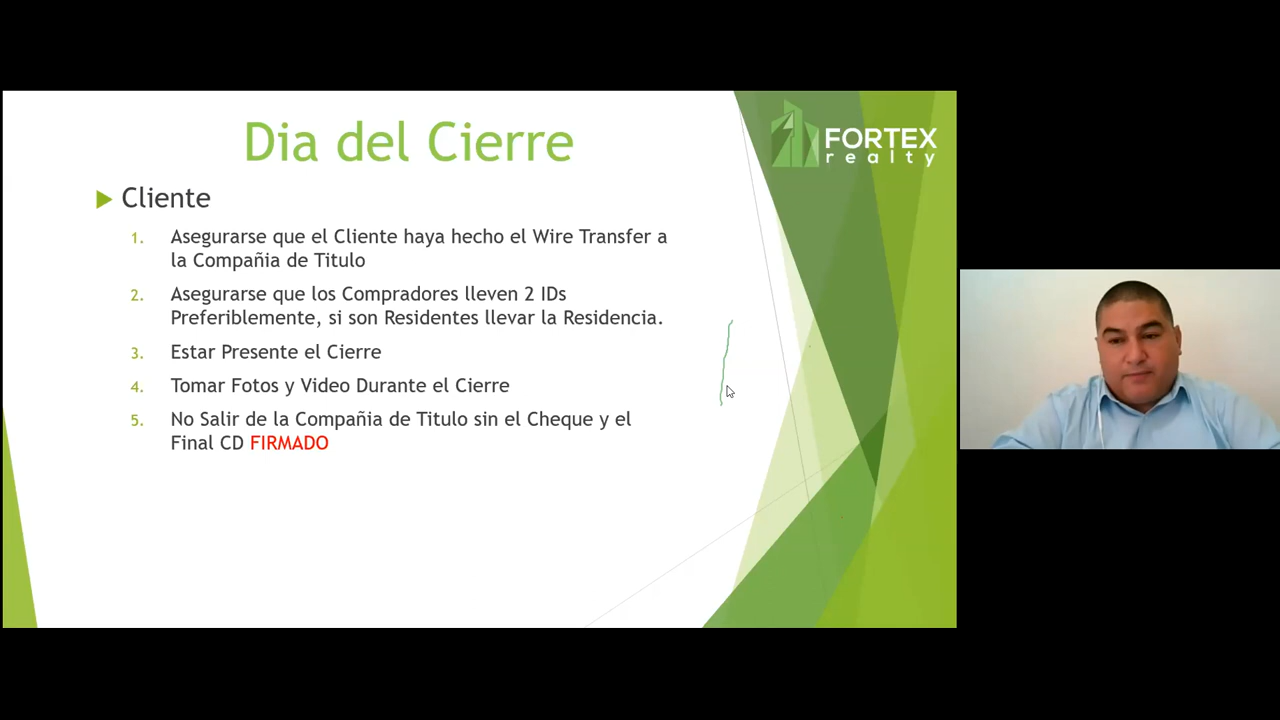 Dia del Cierre
FORTEX
realty
Cliente
1. Asegurarse que el Cliente haya hecho el Wire Transfer a
la Compañia de Titulo
2. Asegurarse que los Compradores lleven 2 IDs
Preferiblemente, si son Residentes llevar la Residencia.
3. Estar Presente el Cierre
4. Tomar Fotos y Video Durante el Cierre
5. No Salir de la Compañia de Titulo sin el Cheque y el
Final CD FIRMADO